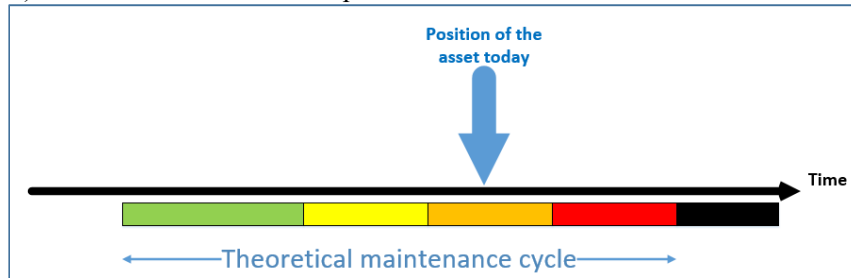 Position of the
asset today
Time
Theoretical maintenance cycle